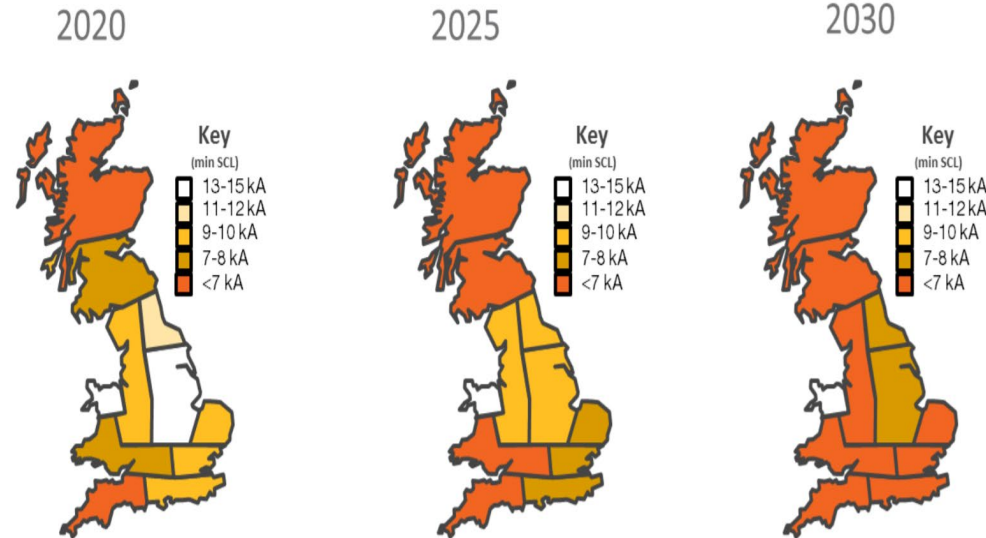 2020
2025
2030
Key
(min SCL)
13-15 kA
11-12 kA
9-10 kA
7-8 kA
<7 kA
Key
(min SCL)
13-15 kA
11-12 kA
9-10 kA
7-8 kA
<7 kA
Key
(min SCL)
13-15 kA
11-12 kA
9-10 kA
7-8 kA
<7 kA